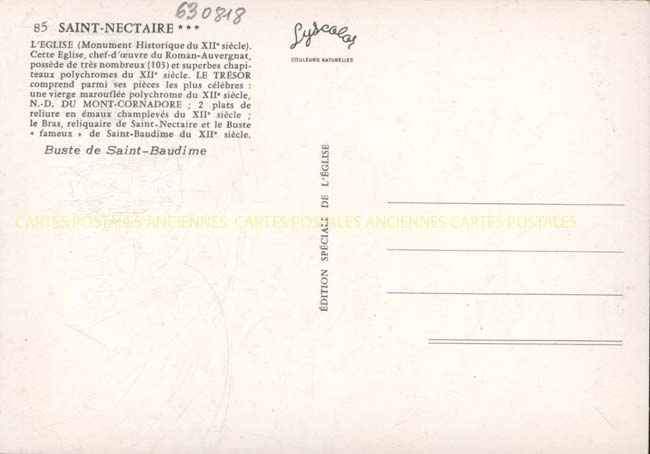 630818
85 SAINT-NECTAIRE ***
L'EGLISE (Monument Historique du XIIe siècle).
Cette Eglise, chef-d'œuvre du Roman-Auvergnat,
possède de très nombreux (103) et superbes chapi-
teaux polychromes du XIIe siècle. LE TRÉSOR
comprend parmi ses pièces les plus célèbres :
une vierge marouflée polychrome du XIIe siècle,
N.-D. DU MONT-CORNADORE ; 2 plats de
reliure en émaux champlevés du XIIe siècle ;
le Bras, reliquaire de Saint-Nectaire et le Buste
« fameux » de Saint-Baudime du XIIe siècle.
Buste de Saint-Baudime
Lyscolor
COULEURS NATURELLES
ÉDITION SPÉCIALE DE L'ÉGLISE
CARTES POSTALES ANCIENNES CARTES POSTALES ANCIENNES CARTES POSTALES